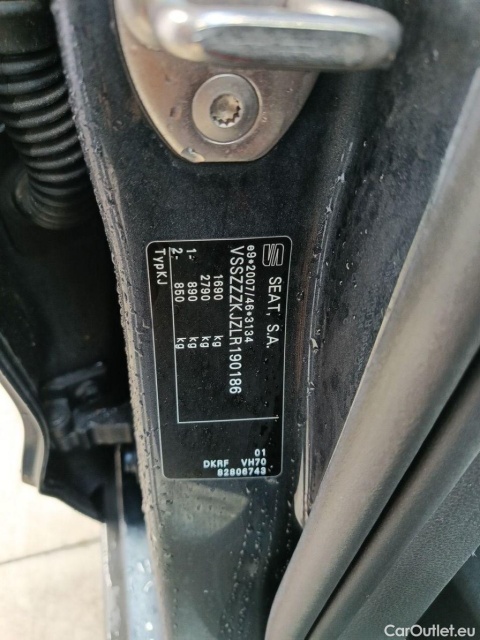 SEAT, S.A.
e9*2007/46*3134
VSSZZZKJZLR190186
1690 kg
2790 kg
1- 890 kg
2- 850 kg
TypKJ
01
DKRF VH70
82806743
CarOutlet.eu